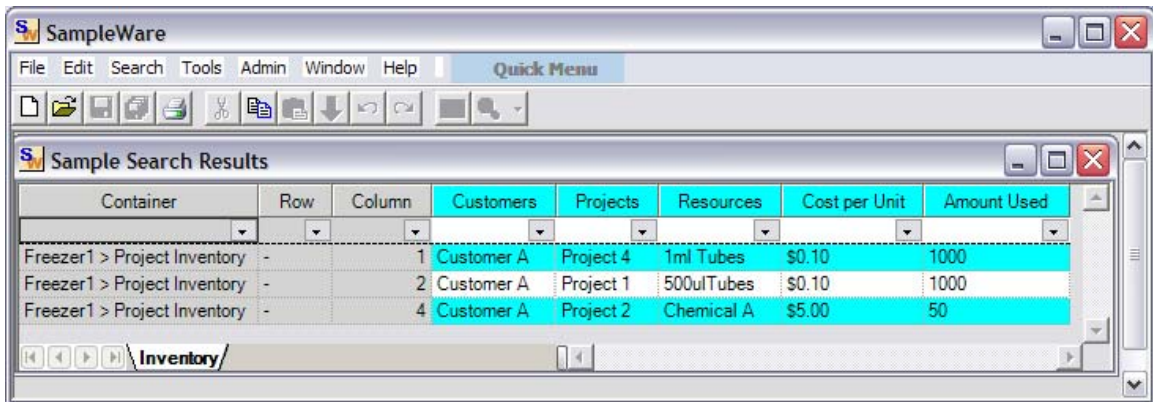 SW SampleWare
File Edit Search Tools Admin Window Help Quick Menu
SW Sample Search Results
Container Row Column Customers Projects Resources Cost per Unit Amount Used
Freezer1 > Project Inventory - 1 Customer A Project 4 1ml Tubes $0.10 1000
Freezer1 > Project Inventory - 2 Customer A Project 1 500ulTubes $0.10 1000
Freezer1 > Project Inventory - 4 Customer A Project 2 Chemical A $5.00 50
Inventory